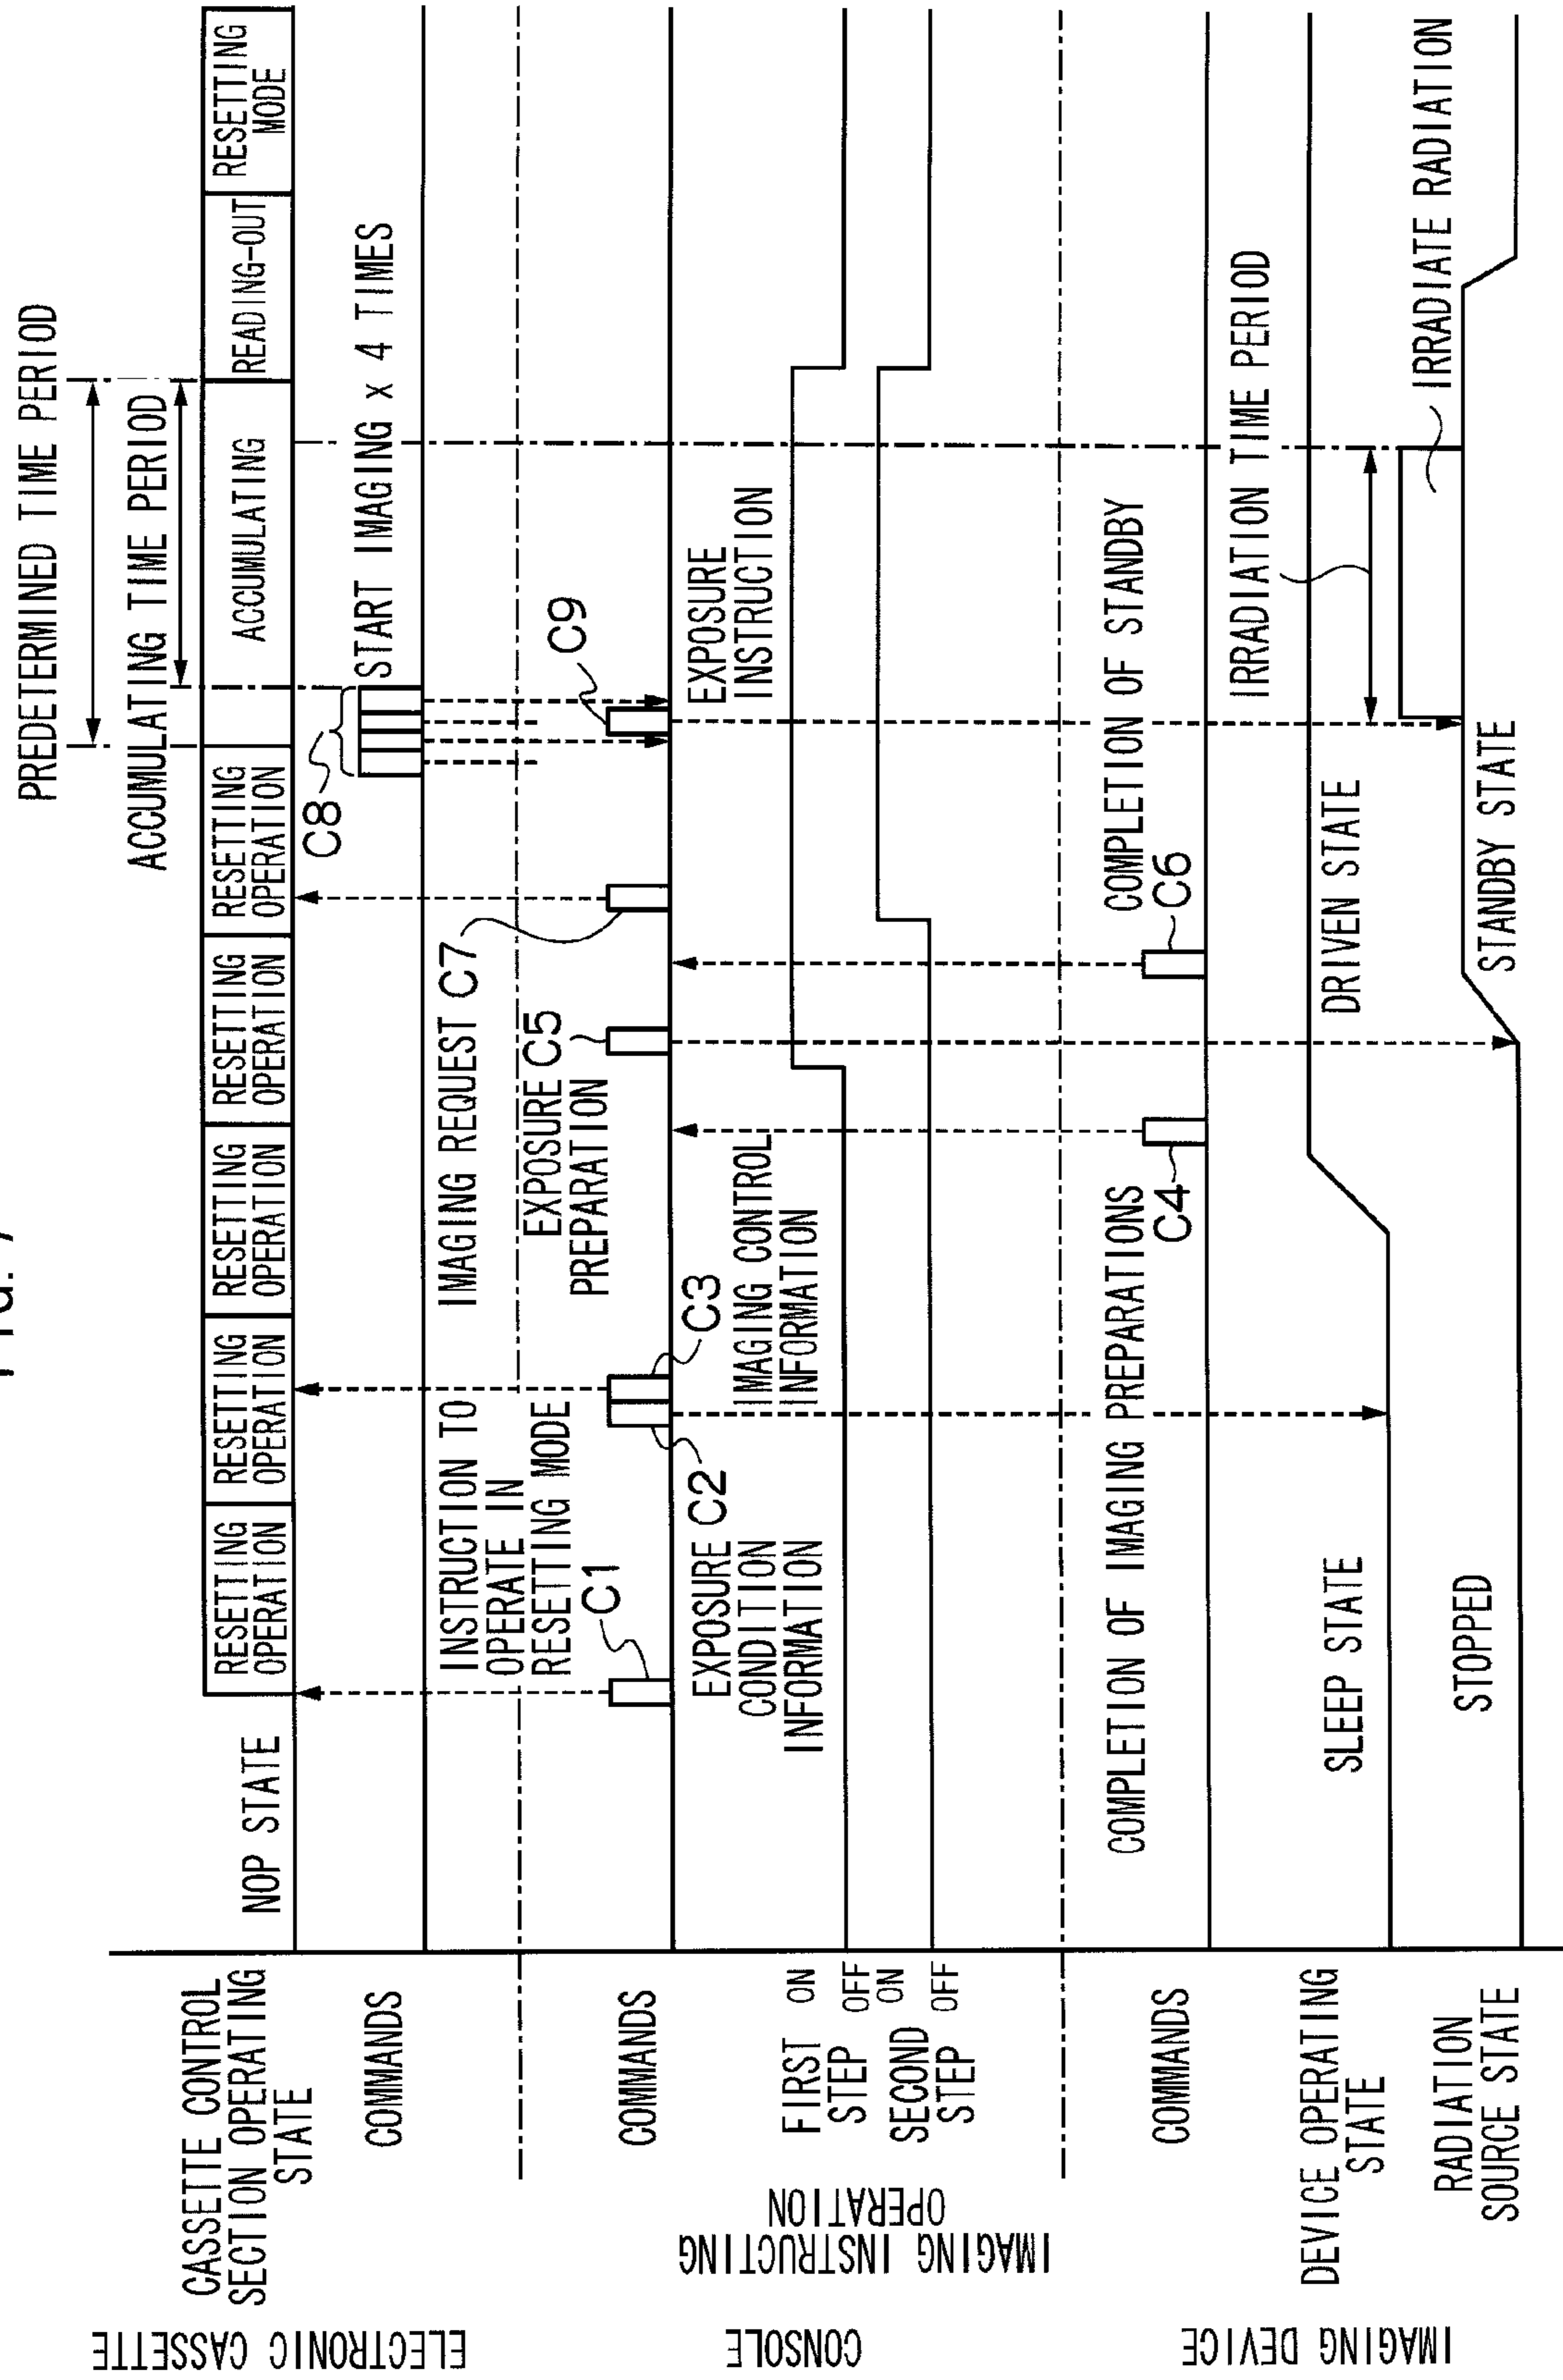 FIG. 7
PREDETERMINED TIME PERIOD
ACCUMULATING TIME PERIOD
ELECTRONIC CASSETTE
CASSETTE CONTROL
SECTION OPERATING
STATE
NOP STATE
RESETTING
OPERATION
RESETTING
OPERATION
RESETTING
OPERATION
RESETTING
OPERATION
RESETTING
OPERATION
ACCUMULATING
READING-OUT
RESETTING
MODE
COMMANDS
C8
START IMAGING x 4 TIMES
CONSOLE
COMMANDS
INSTRUCTION TO
OPERATE IN
RESETTING MODE
C1
IMAGING REQUEST C7
EXPOSURE C5
PREPARATION
C9
EXPOSURE C2
CONDITION
INFORMATION
C3
IMAGING CONTROL
INFORMATION
EXPOSURE
INSTRUCTION
IMAGING INSTRUCTING
OPERATION
FIRST
STEP
ON
OFF
SECOND
STEP
ON
OFF
IMAGING DEVICE
COMMANDS
COMPLETION OF IMAGING PREPARATIONS
C4
COMPLETION OF STANDBY
C6
DEVICE OPERATING
STATE
SLEEP STATE
DRIVEN STATE
IRRADIATION TIME PERIOD
RADIATION
SOURCE STATE
STOPPED
STANDBY STATE
IRRADIATE RADIATION